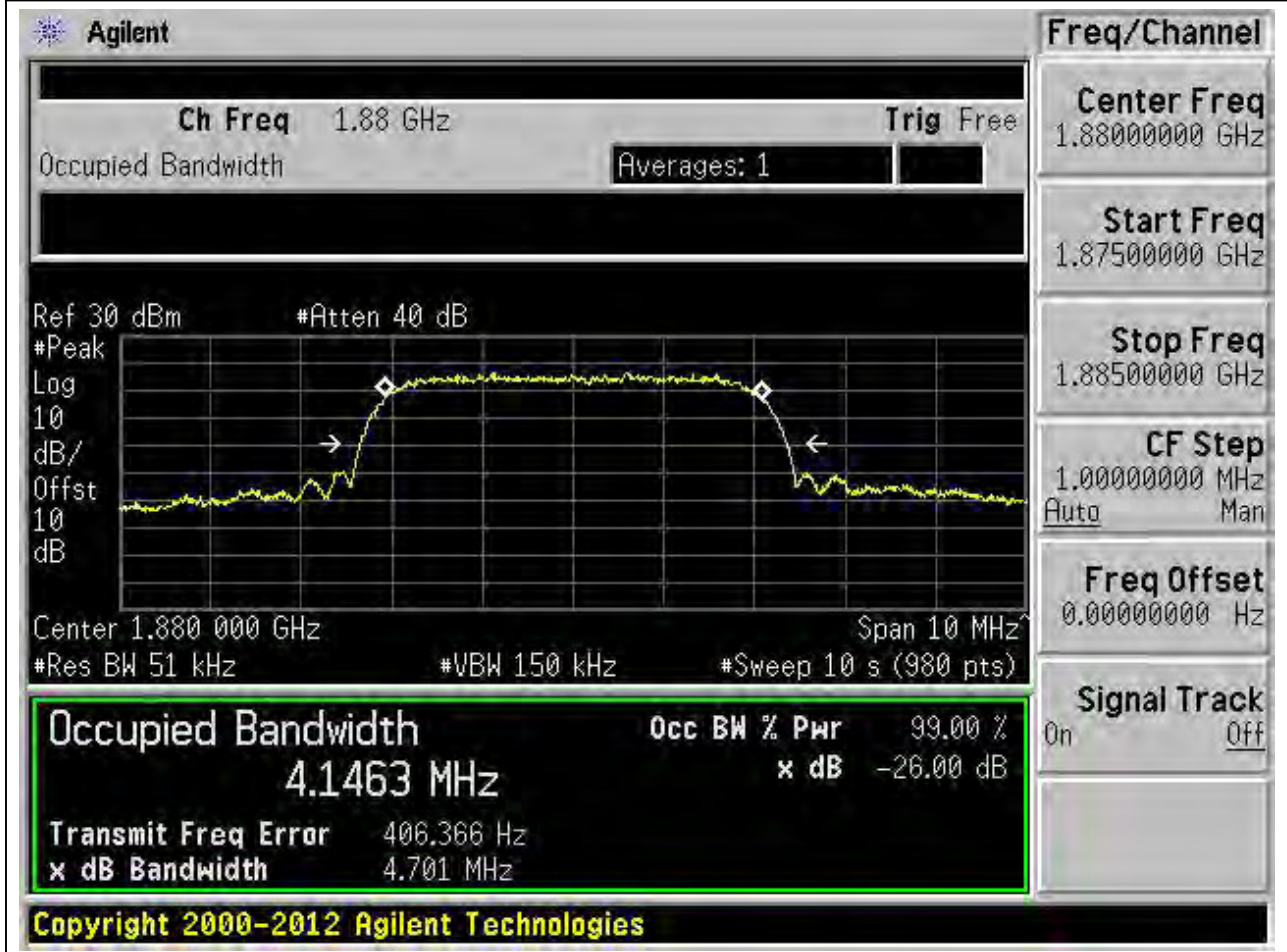 Agilent
Freq/Channel
Ch Freq 1.88 GHz Trig Free
Occupied Bandwidth Averages: 1
Center Freq
1.88000000 GHz
Start Freq
1.87500000 GHz
Stop Freq
1.88500000 GHz
CF Step
1.00000000 MHz
Auto Man
Freq Offset
0.00000000 Hz
Signal Track
On Off
Ref 30 dBm #Atten 40 dB
#Peak
Log
10
dB/
Offst
10
dB
Center 1.880 000 GHz Span 10 MHz^
#Res BW 51 kHz #VBW 150 kHz #Sweep 10 s (980 pts)
Occupied Bandwidth
4.1463 MHz
Occ BW % Pwr 99.00 %
x dB -26.00 dB
Transmit Freq Error 406.366 Hz
x dB Bandwidth 4.701 MHz
Copyright 2000-2012 Agilent Technologies